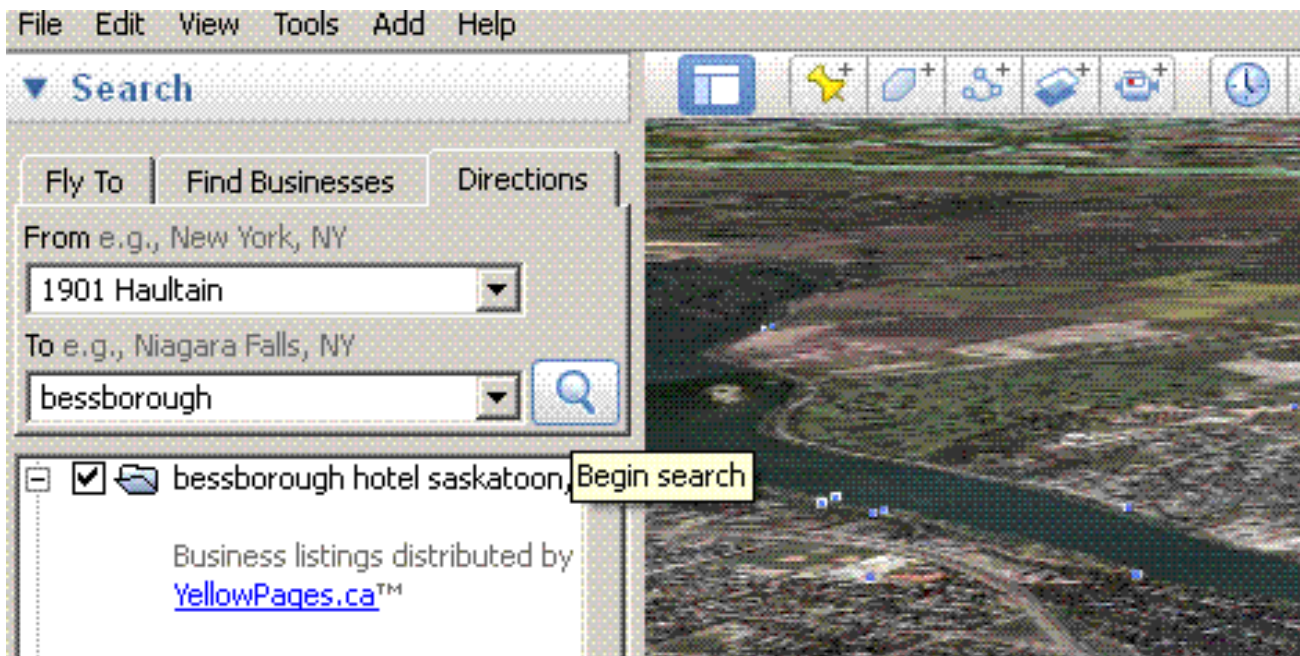 File Edit View Tools Add Help
Search
Fly To Find Businesses Directions
From e.g., New York, NY
1901 Haultain
To e.g., Niagara Falls, NY
bessborough
bessborough hotel saskatoon,
Begin search
Business listings distributed by
YellowPages.ca™